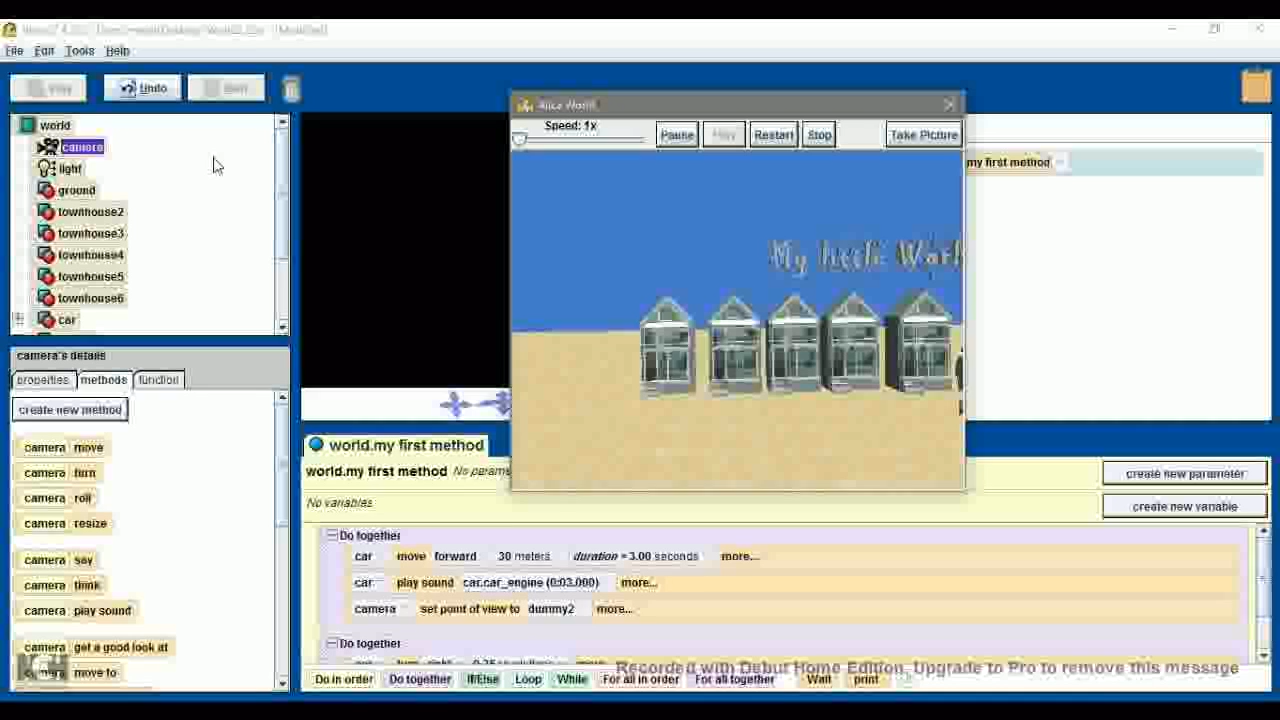 File Edit Tools Help
Undo
world
camera
light
ground
townhouse2
townhouse3
townhouse4
townhouse5
townhouse6
car
camera's details
properties methods function
create new method
camera move
camera turn
camera roll
camera resize
camera say
camera think
camera play sound
camera get a good look at
camera move to
Alice World
Speed: 1x
Pause
Restart Stop Take Picture
My little
my first method
world.my first method
world.my first method No params
create new parameter
No variables
create new variable
Do together
car move forward 30 meters duration = 3.00 seconds more...
car play sound car.car_engine (0:03.000) more...
camera set point of view to dummy2 more...
Do together
Recorded with Debut Home Edition, Upgrade to Pro to remove this message
Do in order Do together If/Else Loop While For all in order For all together Wait print